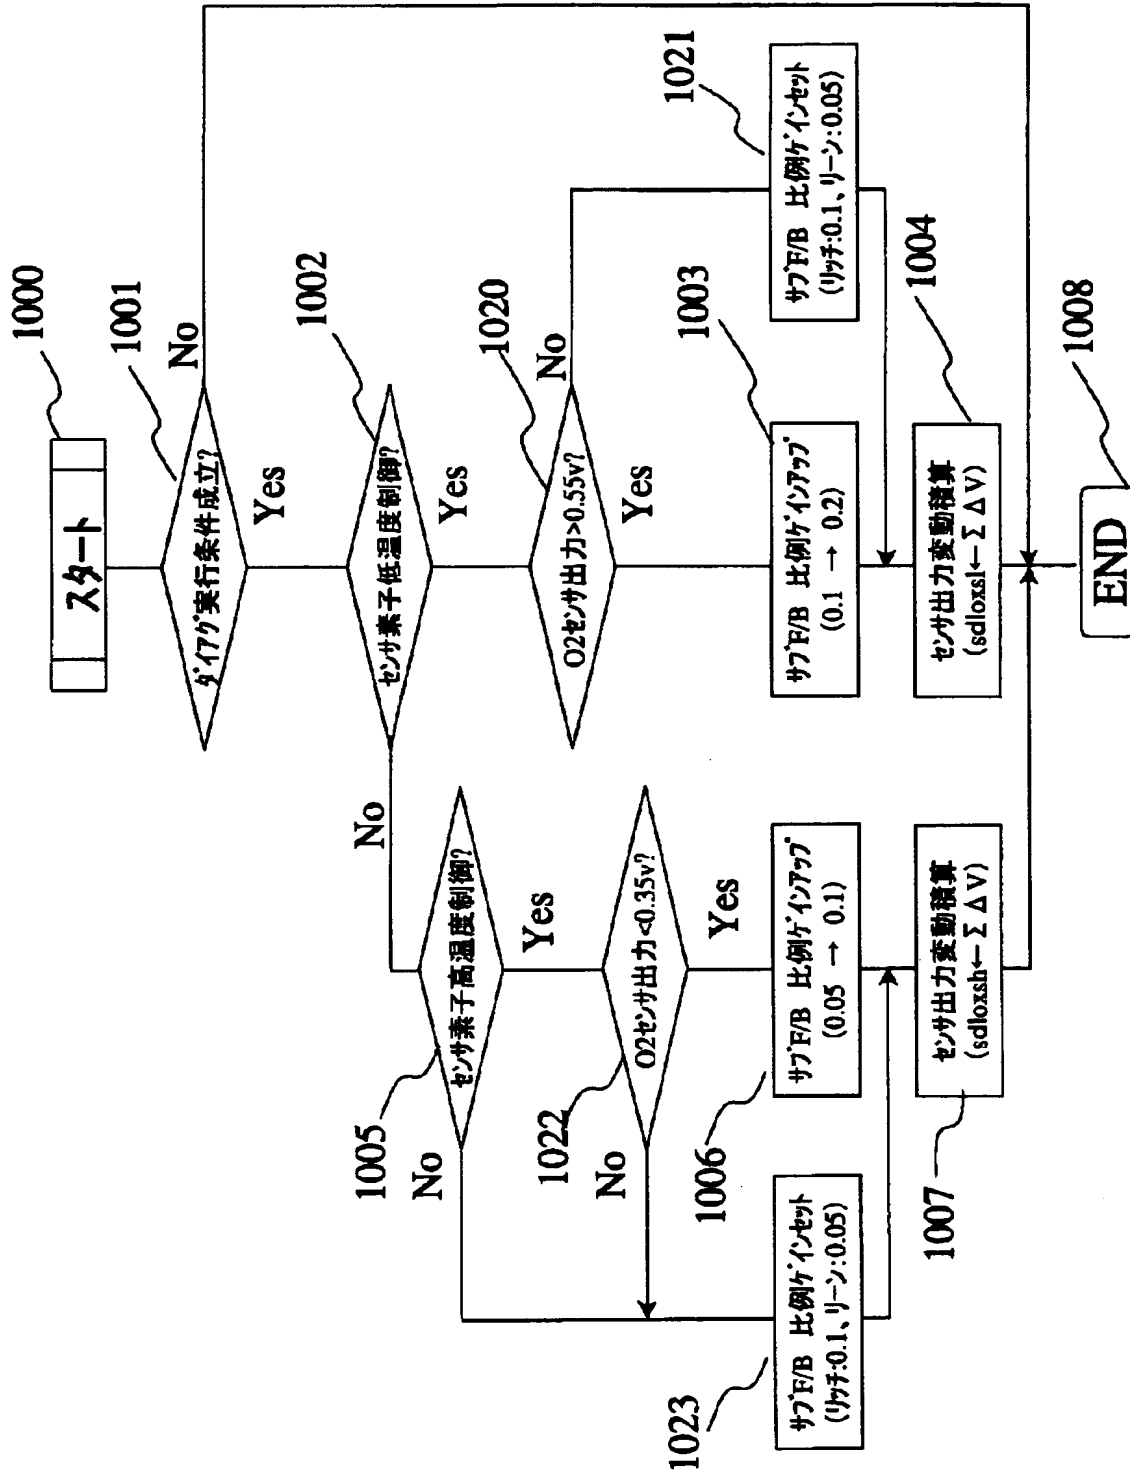 1000
スタート
1001
ダイアグ実行条件成立?
No
Yes
1002
センサ素子低温度制御?
No
Yes
1005
センサ素子高温度制御?
No
Yes
1020
O2センサ出力>0.55v?
No
Yes
1022
O2センサ出力<0.35v?
No
Yes
1023
サブF/B 比例ゲインセット
(リッチ:0.1、リーン:0.05)
1006
サブF/B 比例ゲインアップ
(0.05 → 0.1)
1003
サブF/B 比例ゲインアップ
(0.1 → 0.2)
1021
サブF/B 比例ゲインセット
(リッチ:0.1、リーン:0.05)
1007
センサ出力変動積算
(sdloxsh←Σ ΔV)
1004
センサ出力変動積算
(sdloxsl←Σ ΔV)
1008
END